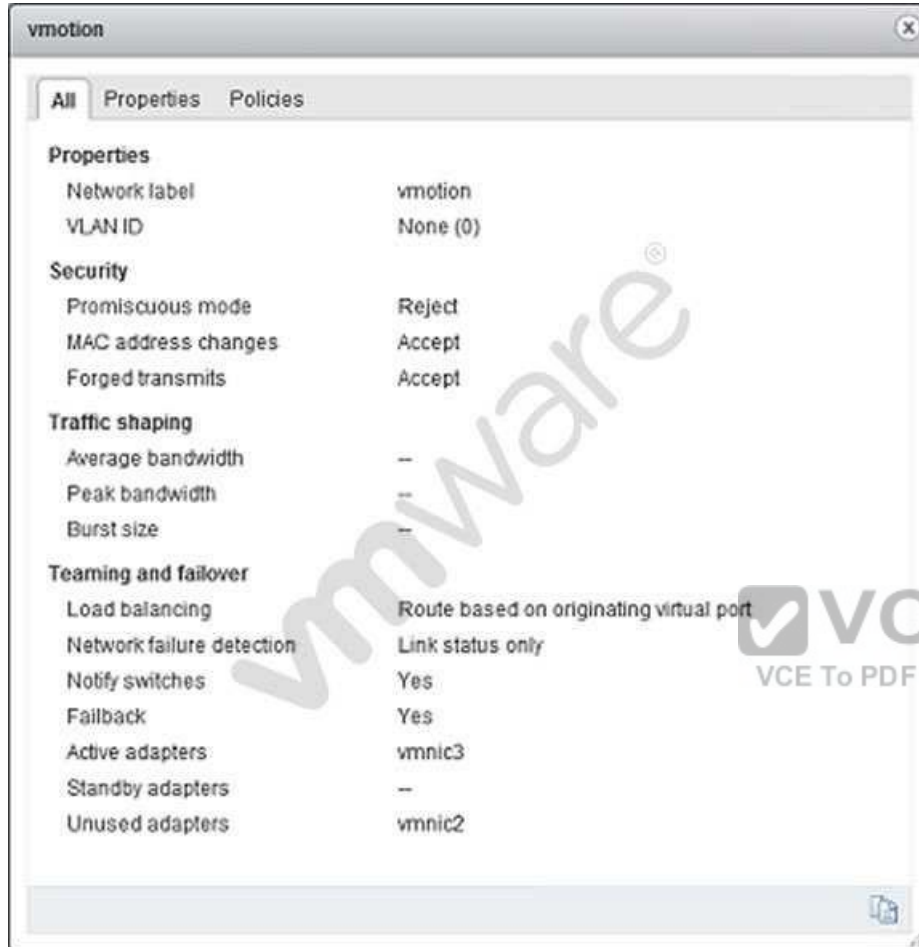 vmotion
All Properties Policies
Properties
Network label vmotion
VLAN ID None (0)
Security
Promiscuous mode Reject
MAC address changes Accept
Forged transmits Accept
Traffic shaping
Average bandwidth --
Peak bandwidth --
Burst size --
Teaming and failover
Load balancing Route based on originating virtual port
Network failure detection Link status only
Notify switches Yes
Failback Yes
Active adapters vmnic3
Standby adapters --
Unused adapters vmnic2
vmware®
VC
VCE To PDF